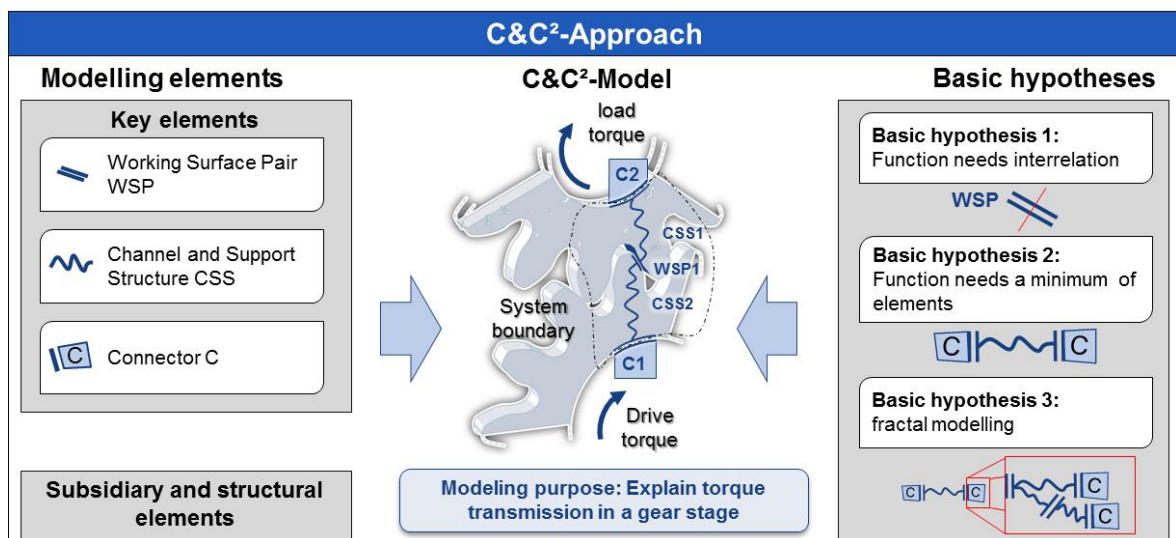 C&C²-Approach
Modelling elements
Key elements
Working Surface Pair
WSP
Channel and Support
Structure CSS
C
Connector C
Subsidiary and structural
elements
C&C²-Model
load
torque
C2
CSS1
WSP1
CSS2
System
boundary
C1
Drive
torque
Modeling purpose: Explain torque
transmission in a gear stage
Basic hypotheses
Basic hypothesis 1:
Function needs interrelation
WSP
Basic hypothesis 2:
Function needs a minimum of
elements
C C
Basic hypothesis 3:
fractal modelling
C C
C
C